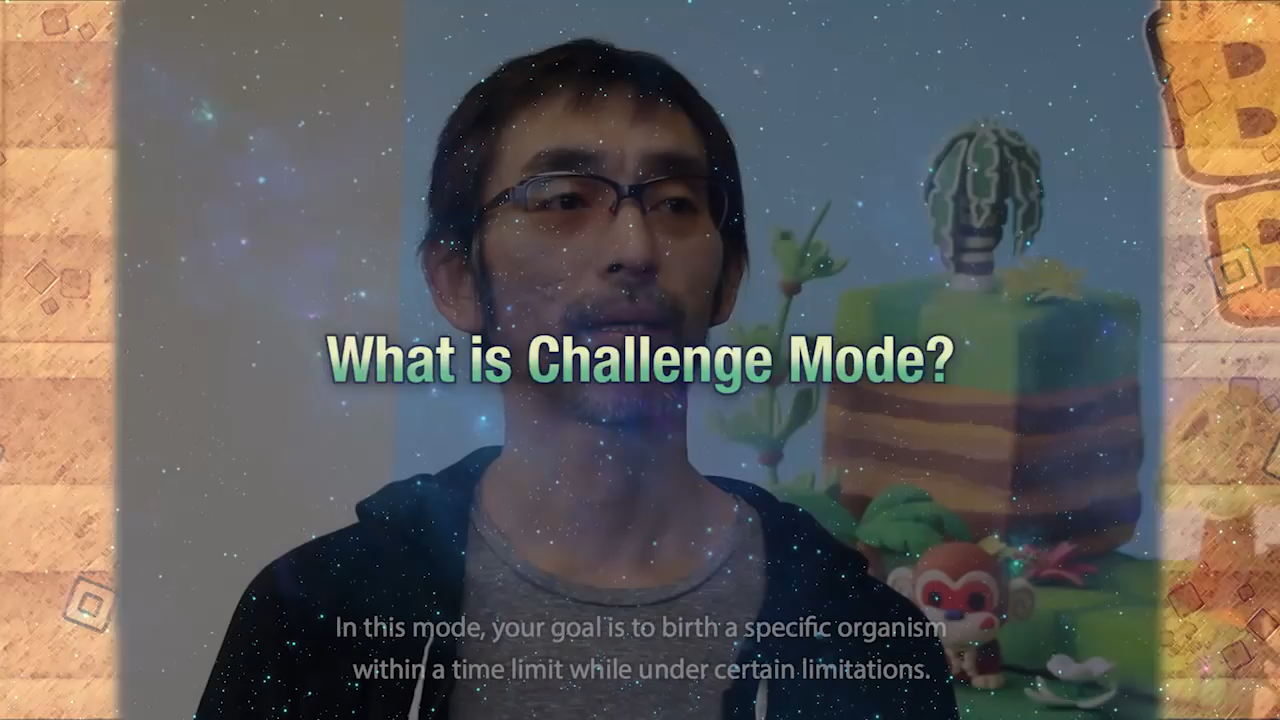 What is Challenge Mode?
In this mode, your goal is to birth a specific organism
within a time limit while under certain limitations.